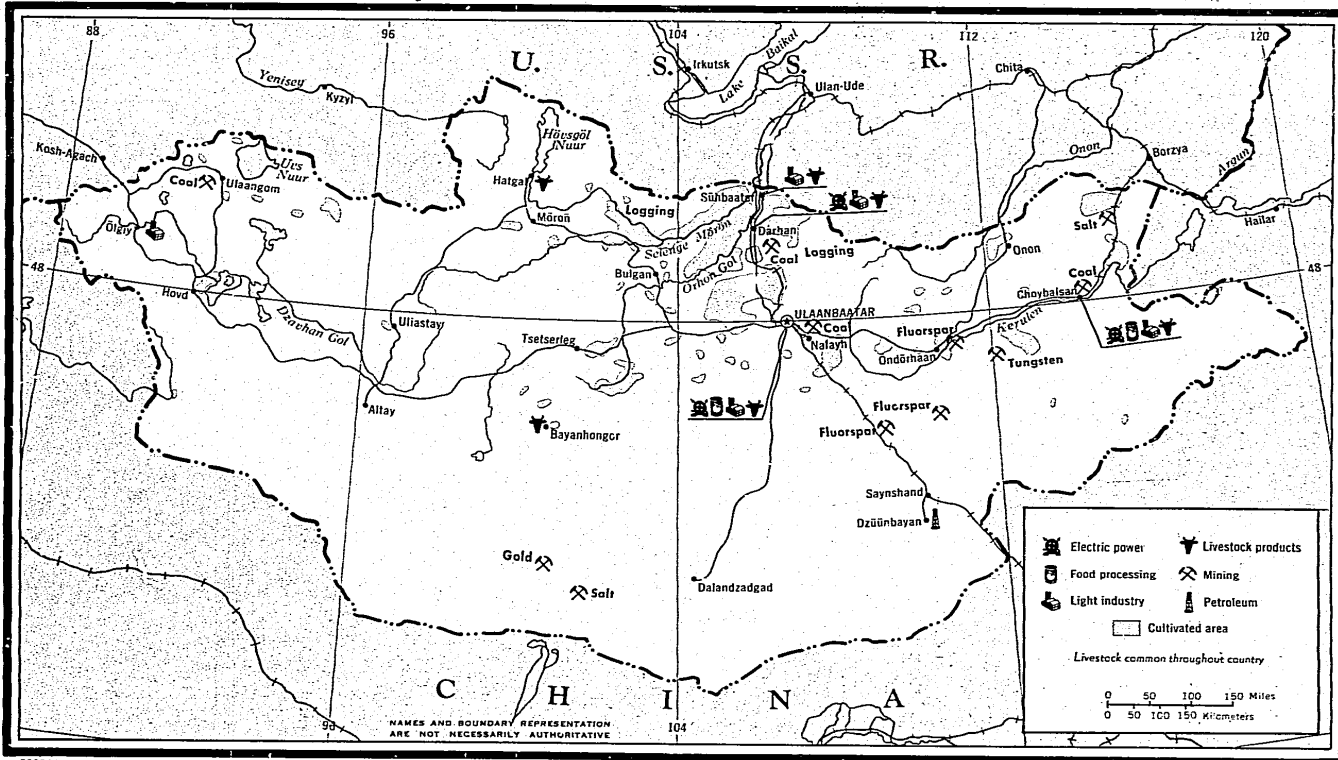 88
96
104
112
120
U. S. S. R.
Irkutsk
Lake Baikal
Ulan-Ude
Chita
Yenisey
Kyzyl
Hövsgöl
Nuur
Onon
Borzya
Argun
Kosh-Agach
Uvs
Nuur
Coal
Ulaangom
Hatgal
Mörön
Logging
Sühbaatar
Selenge Mörön
Darhan
Coal
Logging
Salt
Hailar
Ölgiy
Onon
48
Bulgan
Orhon Gol
Coal
48
Hovd
Choybalsan
Dzavhan Gol
Uliastay
ULAANBAATAR
Coal
Nalayh
Fluorspar
Kerulen
Tsetserleg
Öndörhaan
Tungsten
Altay
Bayanhongor
Fluorspar
Fluorspar
Saynshand
Dzüünbayan
Gold
Salt
Dalandzadgad
Electric power
Livestock products
Food processing
Mining
Light industry
Petroleum
Cultivated area
Livestock common throughout country
0 50 100 150 Miles
0 50 100 150 Kilometers
C H I N A
NAMES AND BOUNDARY REPRESENTATION
ARE NOT NECESSARILY AUTHORITATIVE
96
104